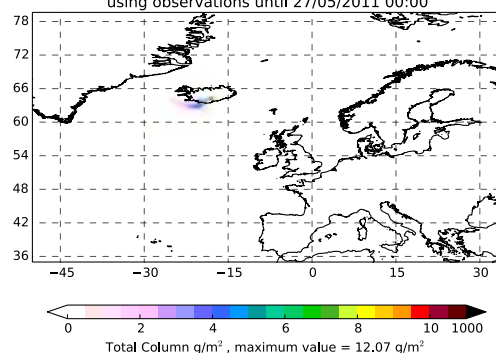 using observations until 27/05/2011 00:00
78
72
66
60
54
48
42
36
−45 −30 −15 0 15 30
0 2 4 6 8 10 1000
Total Column g/m² , maximum value = 12.07 g/m²